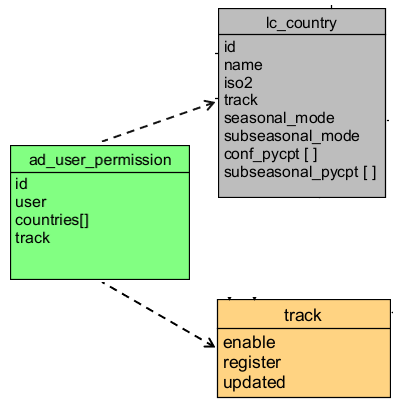 lc_country
id
name
iso2
track
seasonal_mode
subseasonal_mode
conf_pycpt [ ]
subseasonal_pycpt [ ]
ad_user_permission
id
user
countries[]
track
track
enable
register
updated